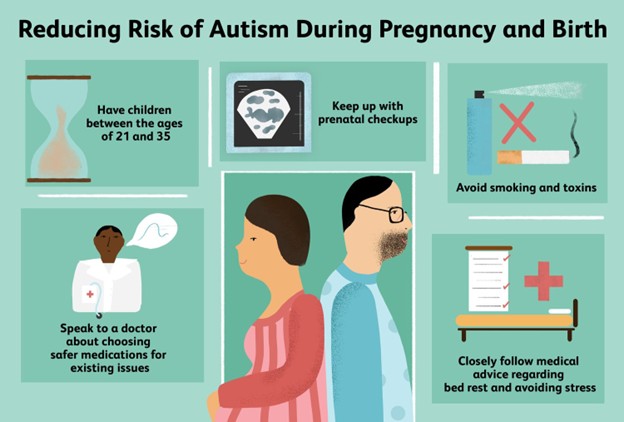 Reducing Risk of Autism During Pregnancy and Birth
Have children
between the ages
of 21 and 35
Keep up with
prenatal checkups
Avoid smoking and toxins
Speak to a doctor
about choosing
safer medications for
existing issues
Closely follow medical
advice regarding
bed rest and avoiding stress